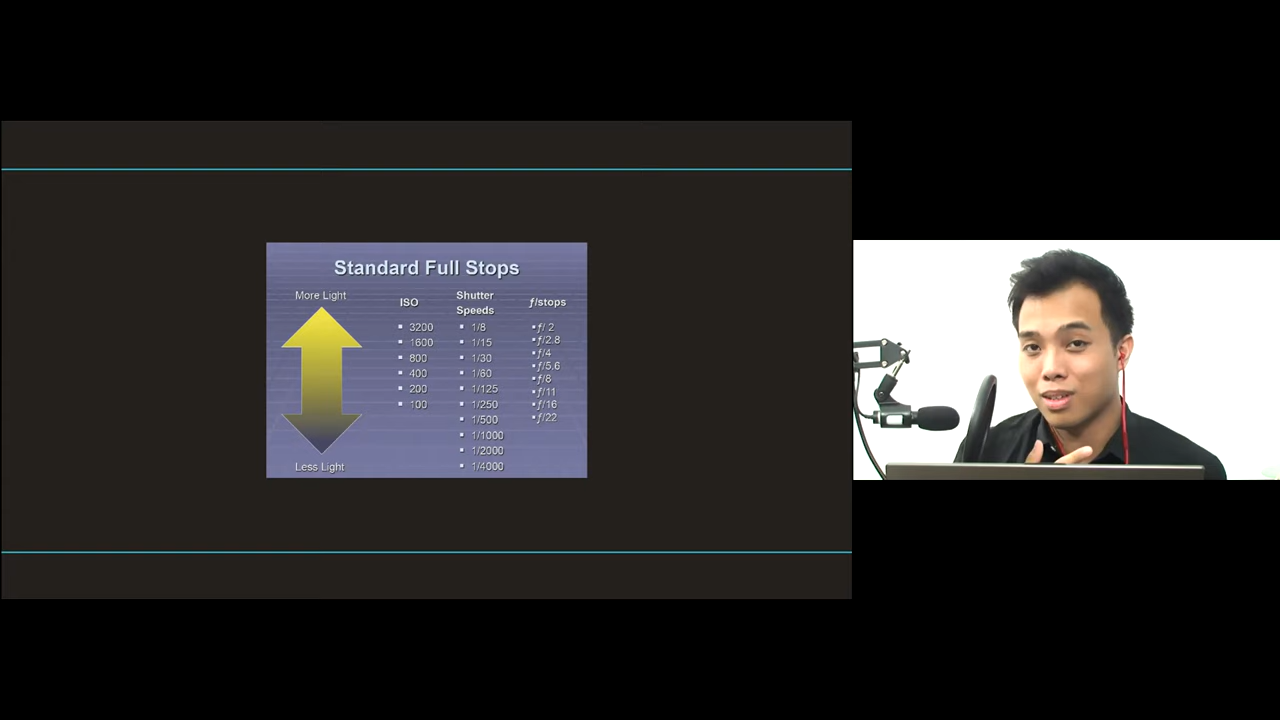 Standard Full Stops
More Light
Less Light
ISO
▪ 3200
▪ 1600
▪ 800
▪ 400
▪ 200
▪ 100
Shutter
Speeds
▪ 1/8
▪ 1/15
▪ 1/30
▪ 1/60
▪ 1/125
▪ 1/250
▪ 1/500
▪ 1/1000
▪ 1/2000
▪ 1/4000
ƒ/stops
▪ƒ/ 2
▪ƒ/2.8
▪ƒ/4
▪ƒ/5.6
▪ƒ/8
▪ƒ/11
▪ƒ/16
▪ƒ/22